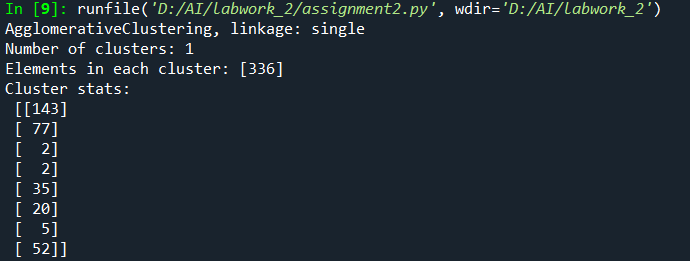 In [9]: runfile('D:/AI/labwork_2/assignment2.py', wdir='D:/AI/labwork_2')
AgglomerativeClustering, linkage: single
Number of clusters: 1
Elements in each cluster: [336]
Cluster stats:
 [[143]
 [ 77]
 [  2]
 [  2]
 [ 35]
 [ 20]
 [  5]
 [ 52]]